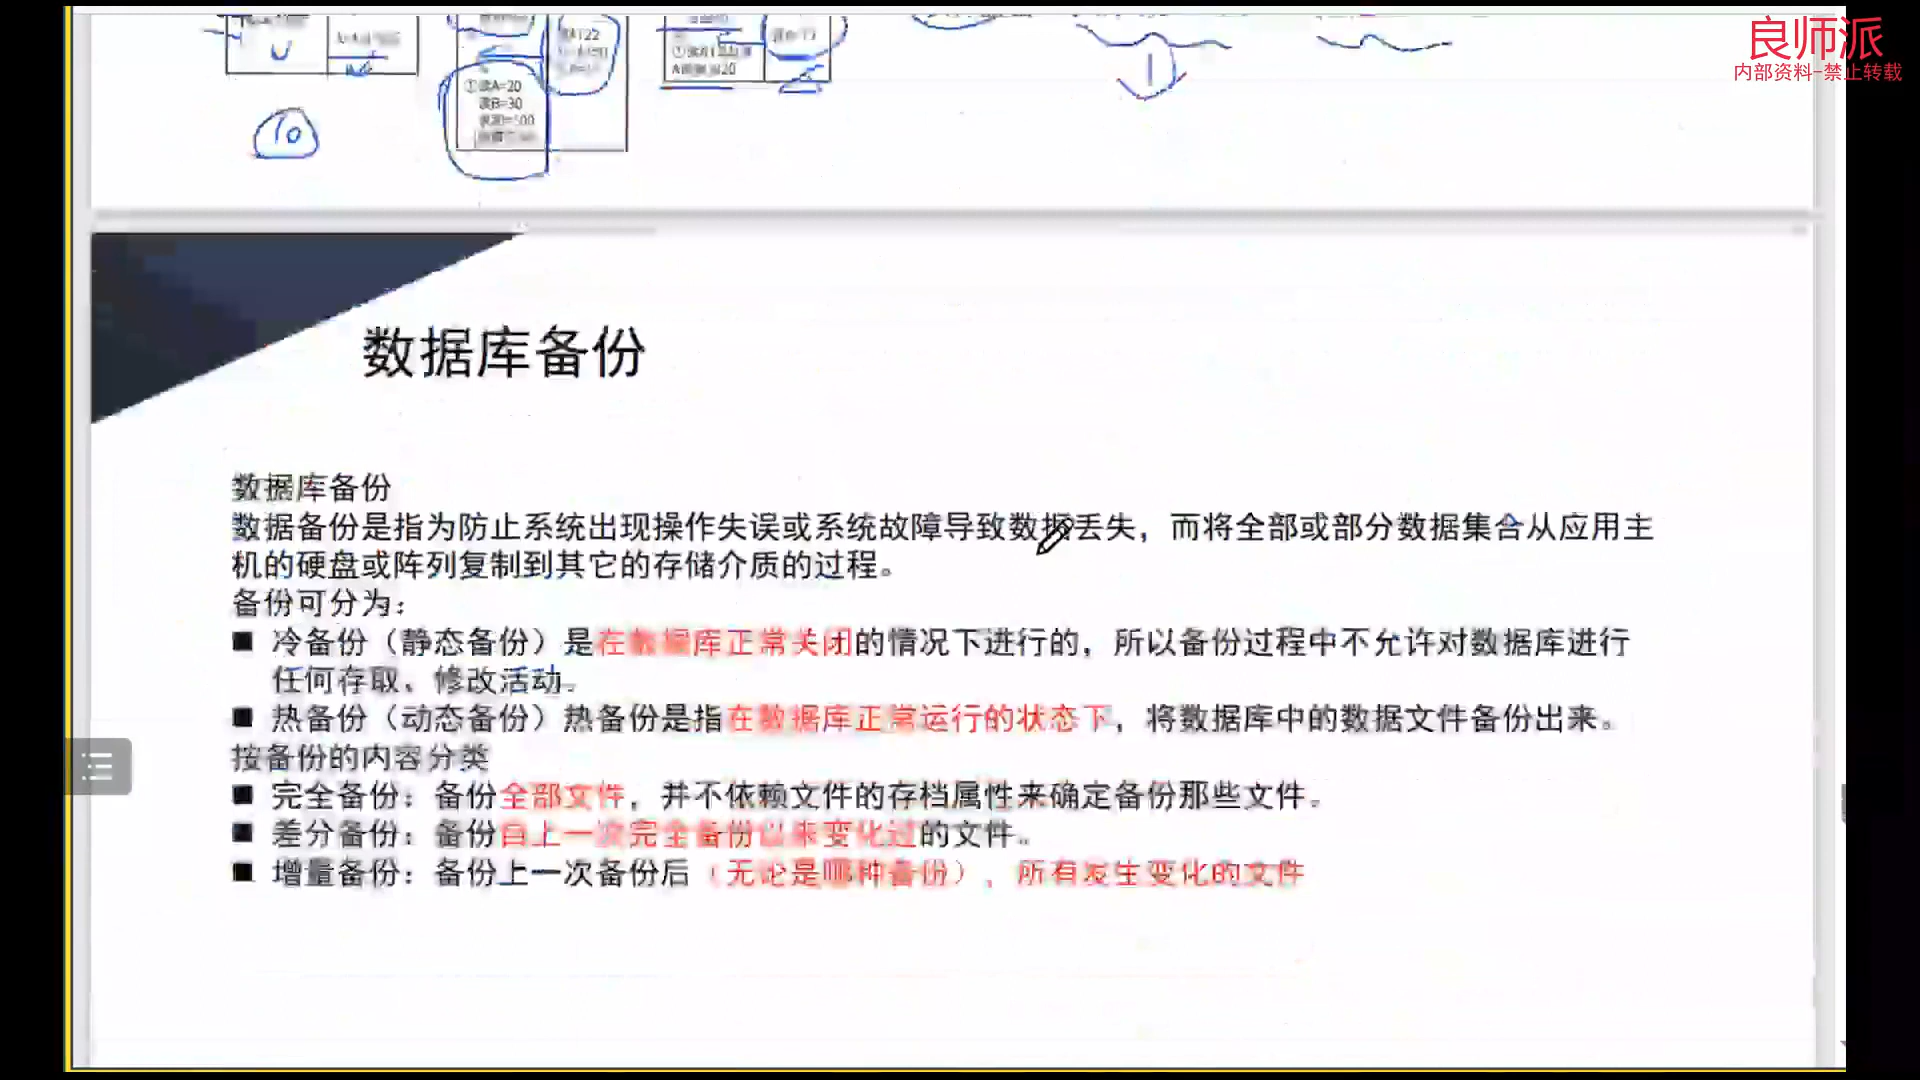 良师派
内部资料-禁止转载
①读A=20
读B=30
10
数据库备份
数据库备份
数据备份是指为防止系统出现操作失误或系统故障导致数据丢失，而将全部或部分数据集合从应用主
机的硬盘或阵列复制到其它的存储介质的过程。
备份可分为：
■ 冷备份（静态备份）是在数据库正常关闭的情况下进行的，所以备份过程中不允许对数据库进行
任何存取、修改活动。
■ 热备份（动态备份）热备份是指在数据库正常运行的状态下，将数据库中的数据文件备份出来。
按备份的内容分类
■ 完全备份：备份全部文件，并不依赖文件的存档属性来确定备份那些文件。
■ 差分备份：备份自上一次完全备份以来变化过的文件。
■ 增量备份：备份上一次备份后（无论是哪种备份），所有发生变化的文件